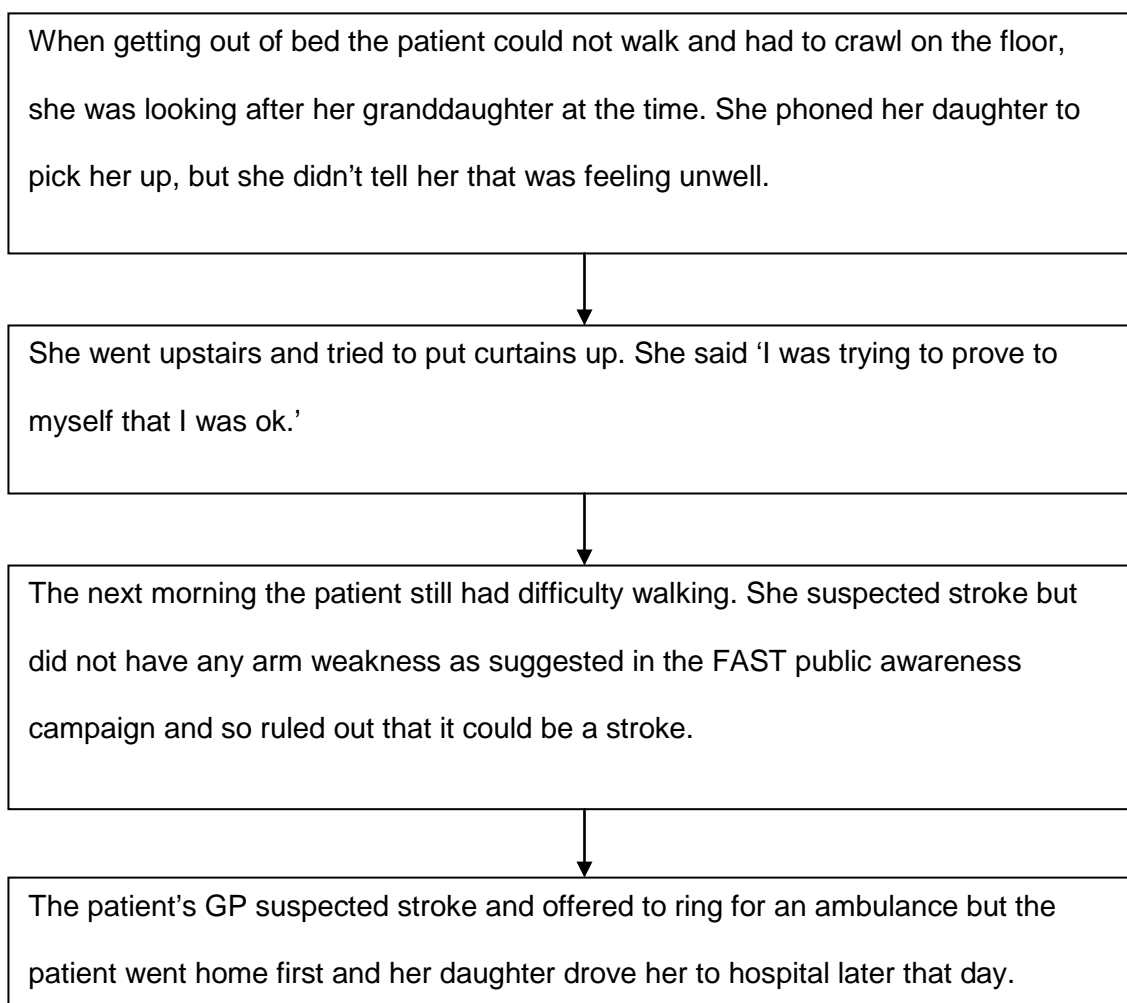 When getting out of bed the patient could not walk and had to crawl on the floor,
she was looking after her granddaughter at the time. She phoned her daughter to
pick her up, but she didn’t tell her that was feeling unwell.
She went upstairs and tried to put curtains up. She said ‘I was trying to prove to
myself that I was ok.’
The next morning the patient still had difficulty walking. She suspected stroke but
did not have any arm weakness as suggested in the FAST public awareness
campaign and so ruled out that it could be a stroke.
The patient’s GP suspected stroke and offered to ring for an ambulance but the
patient went home first and her daughter drove her to hospital later that day.